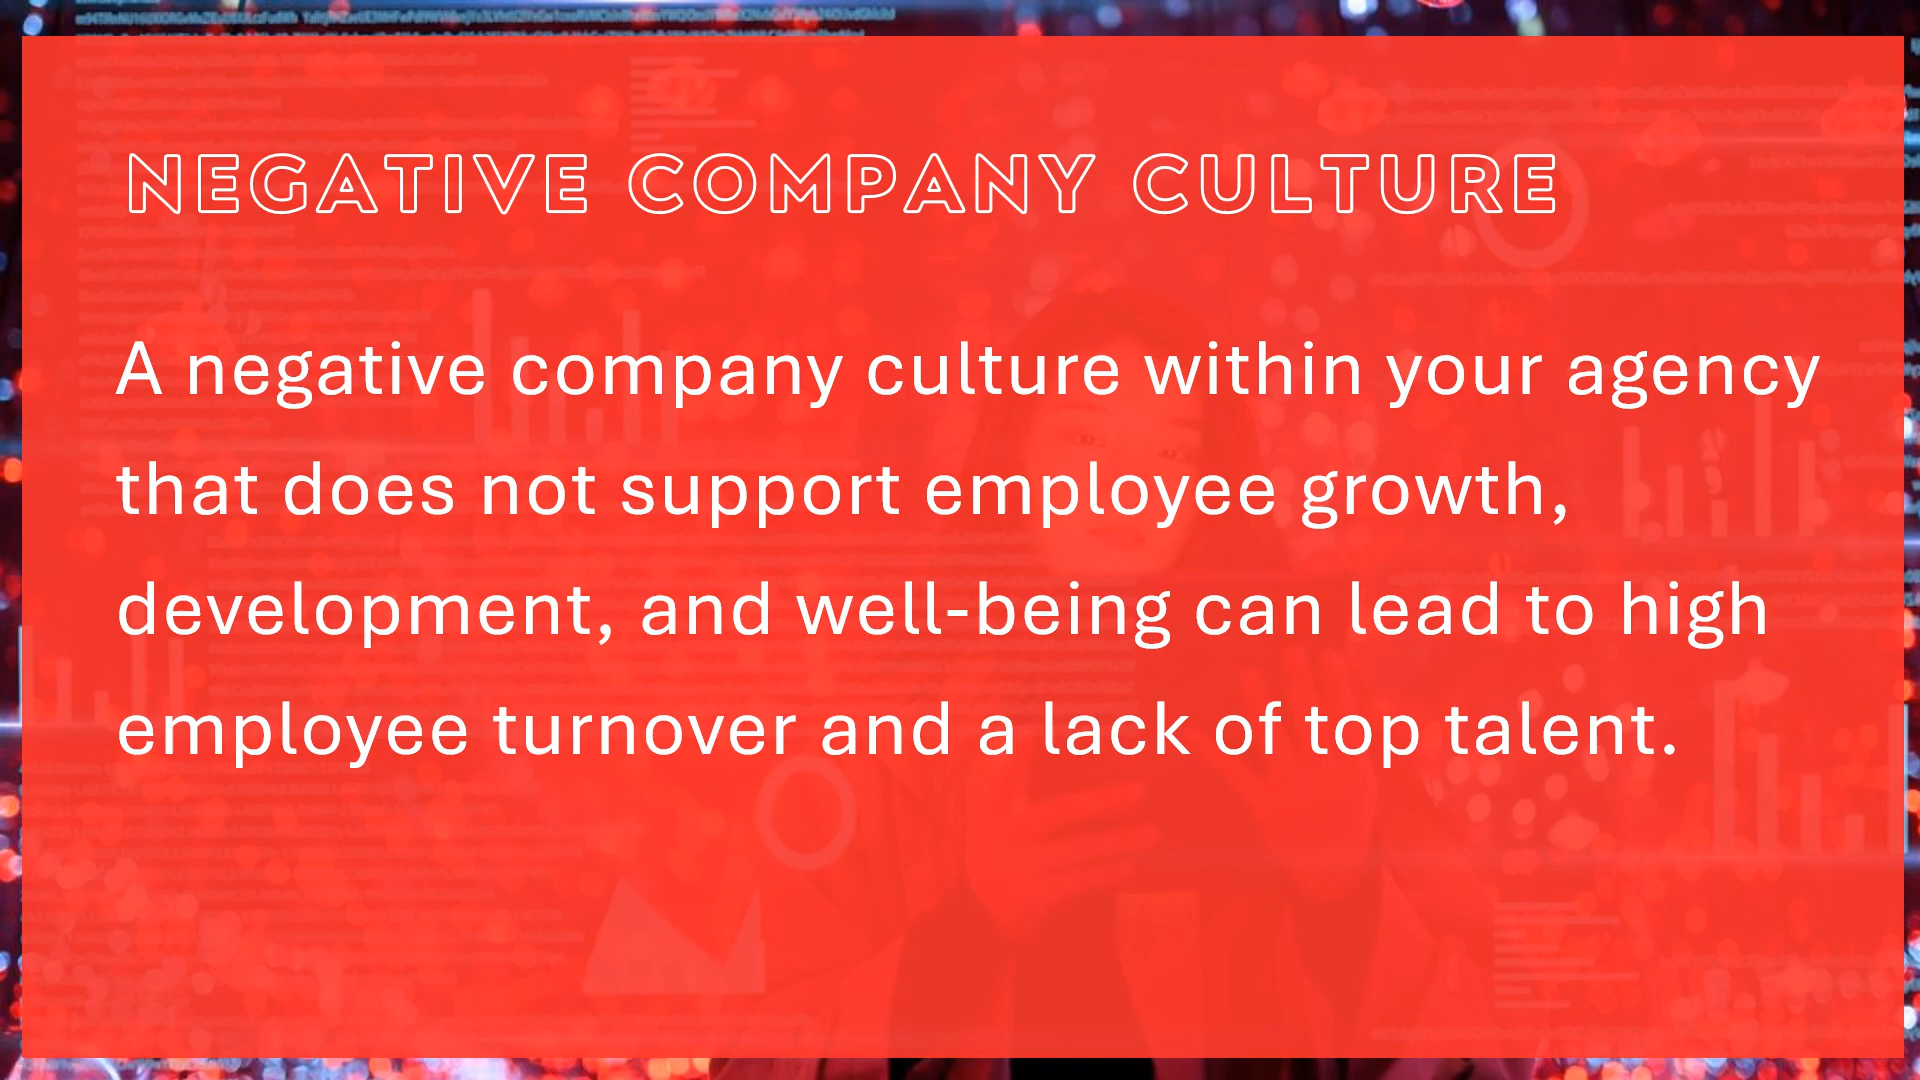 NEGATIVE COMPANY CULTURE
A negative company culture within your agency
that does not support employee growth,
development, and well-being can lead to high
employee turnover and a lack of top talent.